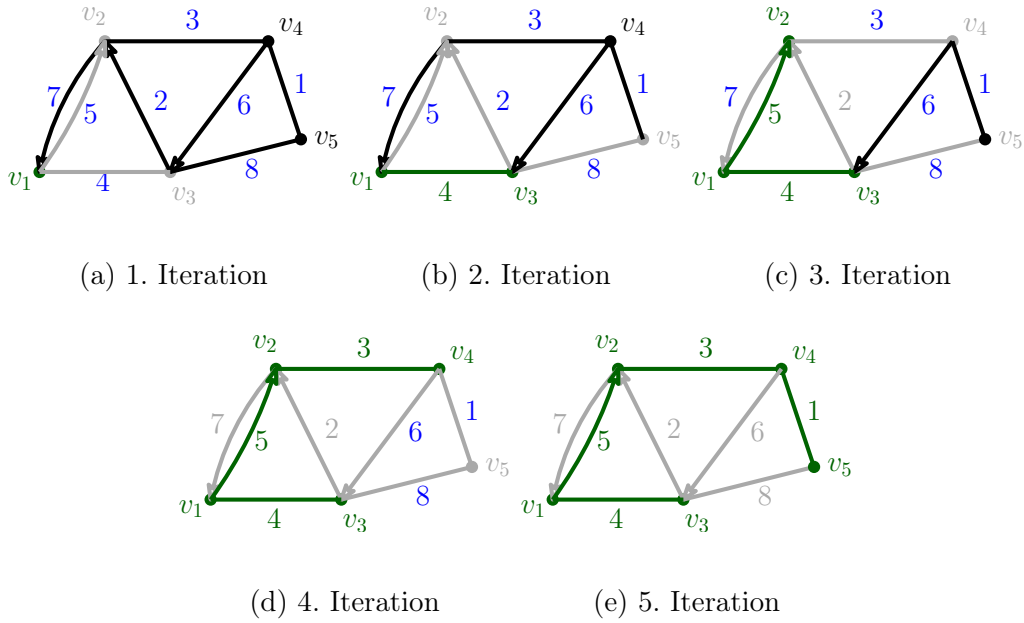 v2 3 v4
7 5 2 6 1
v5
v1 4 v3 8
(a) 1. Iteration
v2 3 v4
7 5 2 6 1
v5
v1 4 v3 8
(b) 2. Iteration
v2 3 v4
7 5 2 6 1
v5
v1 4 v3 8
(c) 3. Iteration
v2 3 v4
7 5 2 6 1
v5
v1 4 v3 8
(d) 4. Iteration
v2 3 v4
7 5 2 6 1
v5
v1 4 v3 8
(e) 5. Iteration